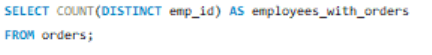 SELECT COUNT(DISTINCT emp_id) AS employees_with_orders
FROM orders;